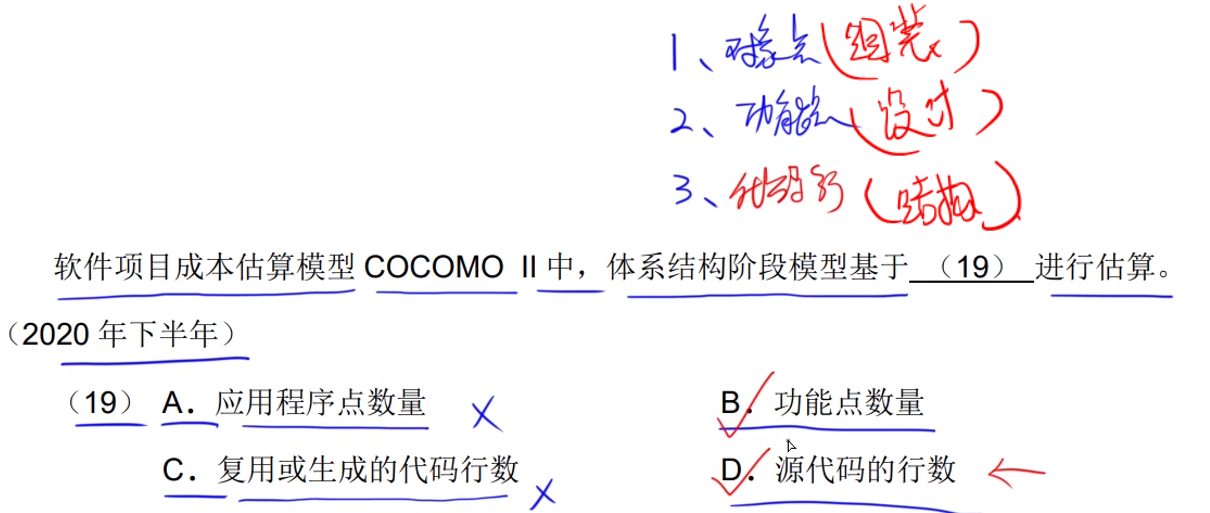 1、对象点(组装)
2、功能点(设计)
3、代码行(结构)
软件项目成本估算模型 COCOMO II 中，体系结构阶段模型基于 （19） 进行估算。
（2020 年下半年）
（19） A．应用程序点数量 B．功能点数量
C．复用或生成的代码行数 D．源代码的行数